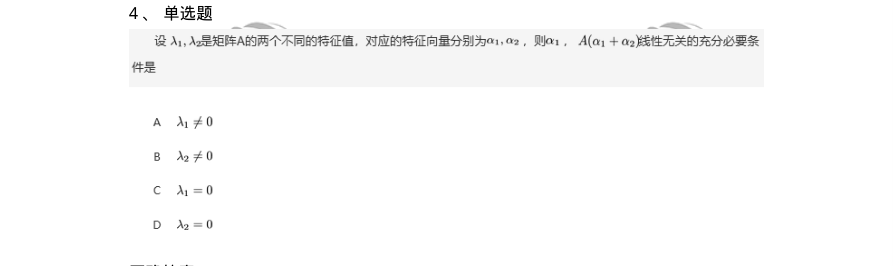 4 、 单选题
设 λ₁, λ₂是矩阵A的两个不同的特征值，对应的特征向量分别为α₁, α₂ ，则α₁ ， A(α₁ + α₂)线性无关的充分必要条
件是
A λ₁ ≠ 0
B λ₂ ≠ 0
C λ₁ = 0
D λ₂ = 0